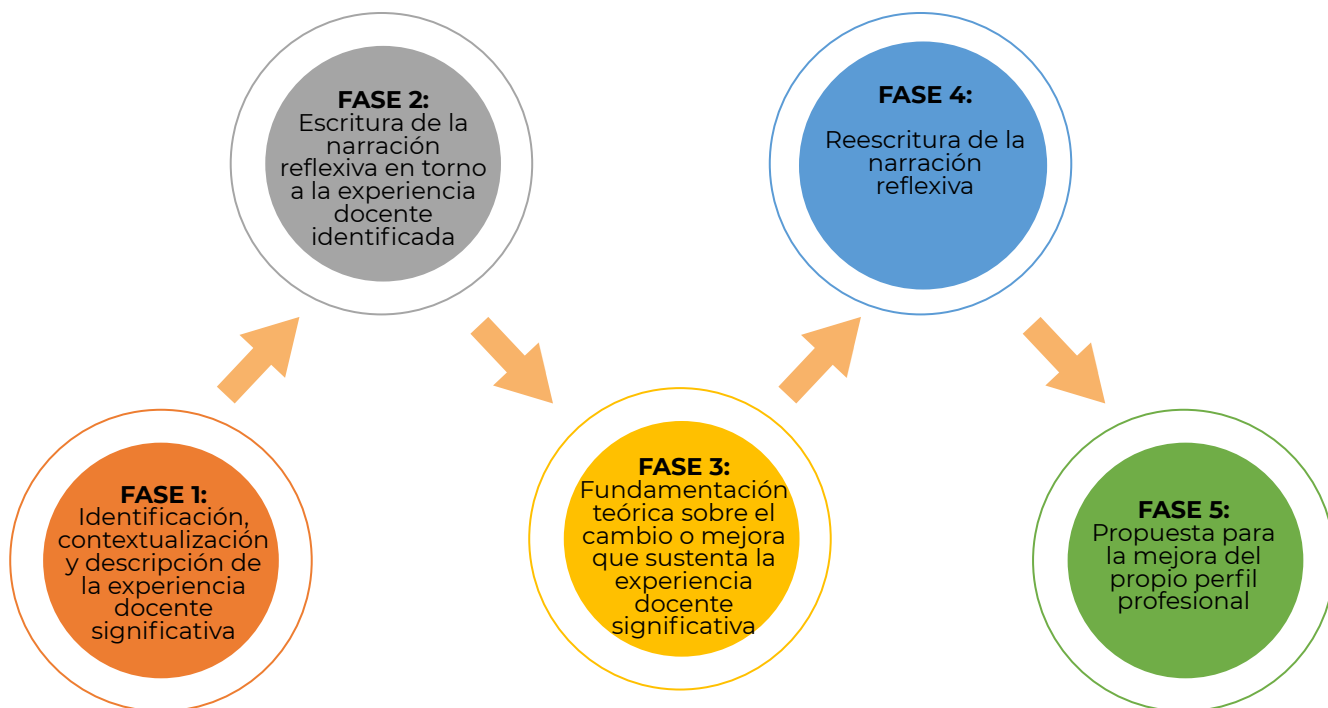 FASE 1:
Identificación,
contextualización
y descripción de
la experiencia
docente
significativa
FASE 2:
Escritura de la
narración
reflexiva en torno
a la experiencia
docente
identificada
FASE 3:
Fundamentación
teórica sobre el
cambio o mejora
que sustenta la
experiencia
docente
significativa
FASE 4:
Reescritura de la
narración
reflexiva
FASE 5:
Propuesta para
la mejora del
propio perfil
profesional